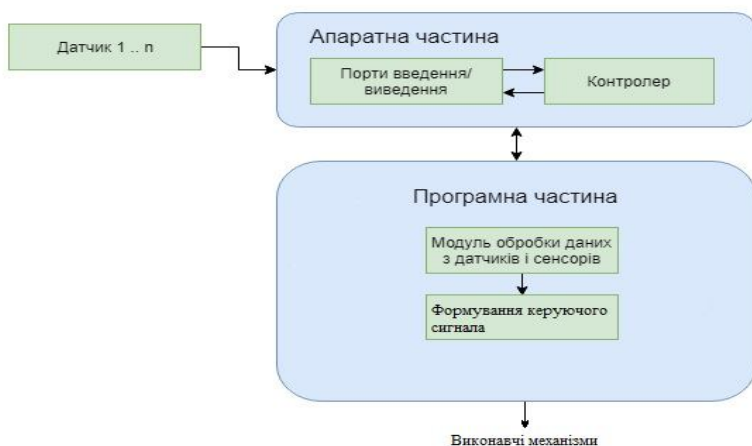 Датчик 1 .. n
Апаратна частина
Порти введення/
виведення
Контролер
Програмна частина
Модуль обробки даних
з датчиків і сенсорів
Формування керуючого
сигнала
Виконавчі механізми